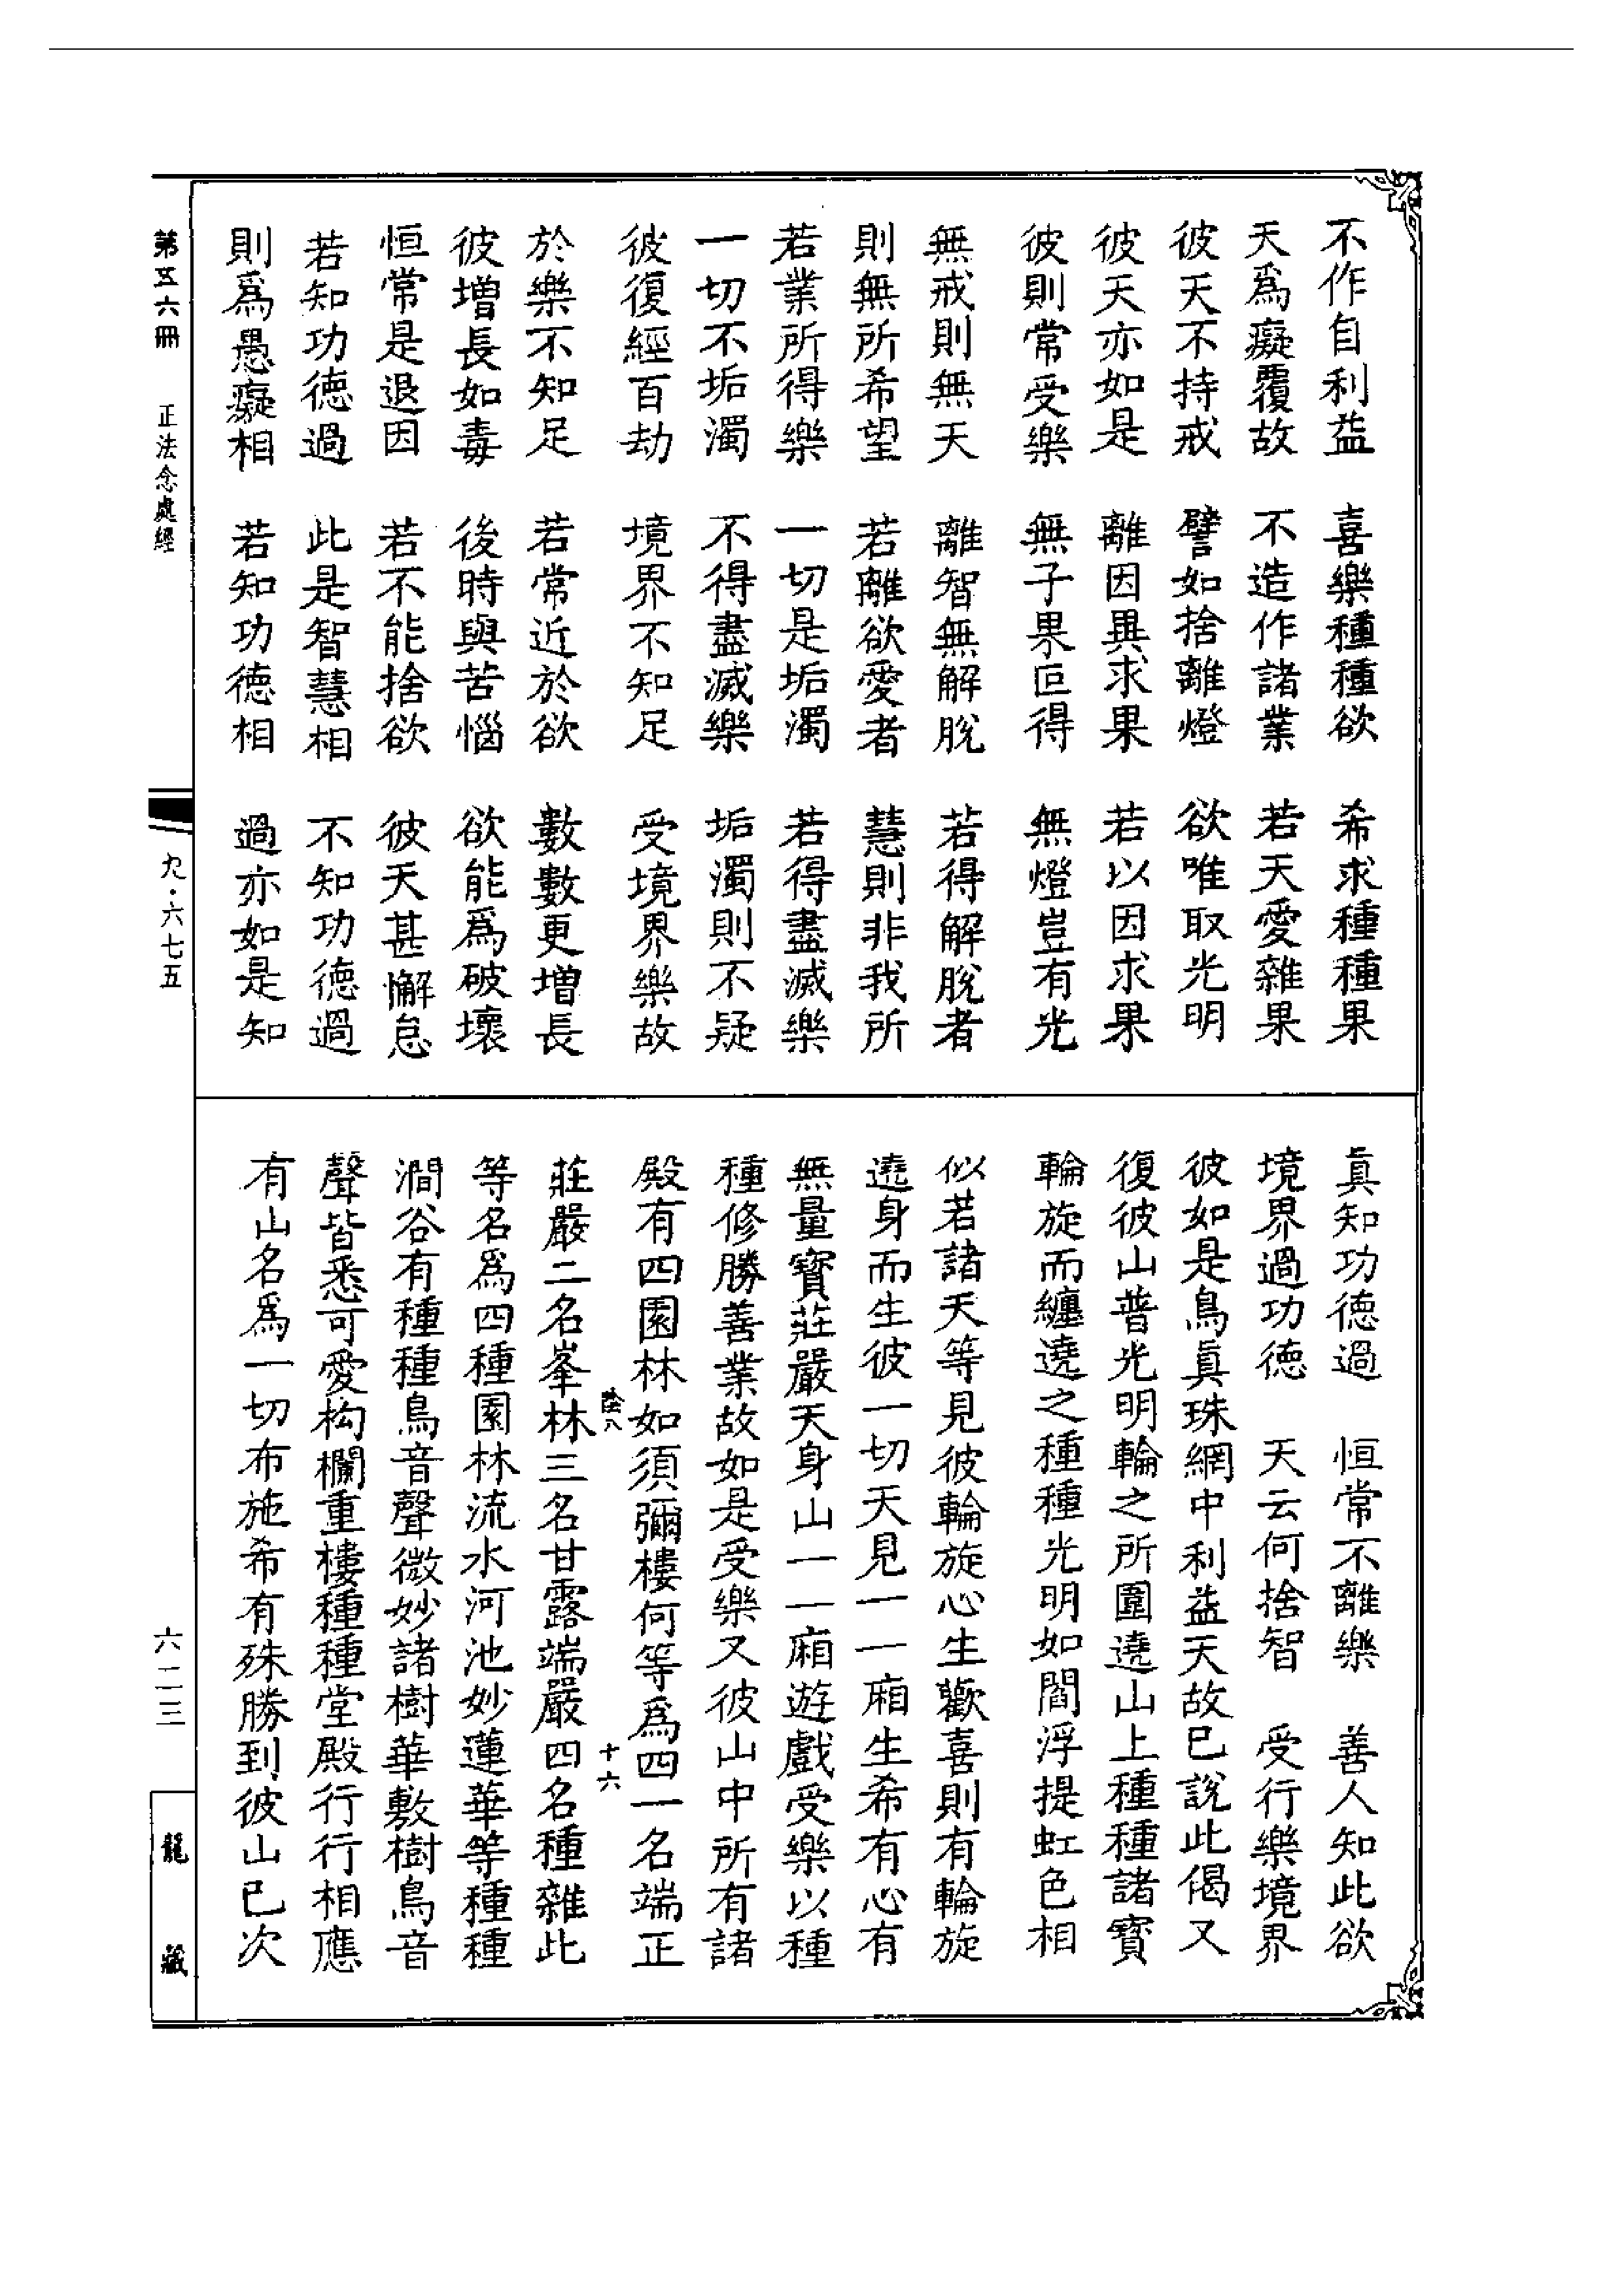 不作自利益　喜樂種種欲　希求種種果
天為癡覆故　不造作諸業　若天愛雜果
彼天不持戒　譬如捨離燈　欲唯取光明
彼天亦如是　離因異求果　若以因求果
彼則常受樂　無子果叵得　無燈豈有光
無戒則無天　離智無解脫　若得解脫者
則無所希望　若離欲愛者　慧則非我所
若業所得樂　一切是垢濁　若得盡滅樂
一切不垢濁　不得盡滅樂　垢濁則不疑
彼復經百劫　境界不知足　受境界樂故
於樂不知足　若常近於欲　數數更增長
彼增長如毒　後時與苦惱　欲能為破壞
恒常是退因　若不能捨欲　彼天甚懈怠
若知功德過　此是智慧相　不知功德過
則為愚癡相　若知功德相　過亦如是知
真知功德過　恒常不離樂　善人知此欲
境界過功德　天云何捨智　受行樂境界
彼如是鳥真珠網中利益天故已說此偈又
復彼山普光明輪之所圍遶山上種種諸寶
輪旋而纏遶之種種光明如閻浮提虹色相
似若諸天等見彼輪旋心生歡喜則有輪旋
遶身而生彼一切天見一一廂生希有心有
無量寶莊嚴天身山一一廂遊戲受樂以種
種修勝善業故如是受樂又彼山中所有諸
殿有四園林如須彌樓何等為四一名端正
陰八　十六
莊嚴二名峯林三名甘露端嚴四名種雜此
等名為四種園林流水河池妙蓮華等種種
澗谷有種種鳥音聲微妙諸樹華敷樹鳥音
聲皆悉可愛枸欄重樓種種堂殿行行相應
有山名為一切布施希有殊勝到彼山已次
第五六冊　正法念處經　九·六七五　六二三　龍藏